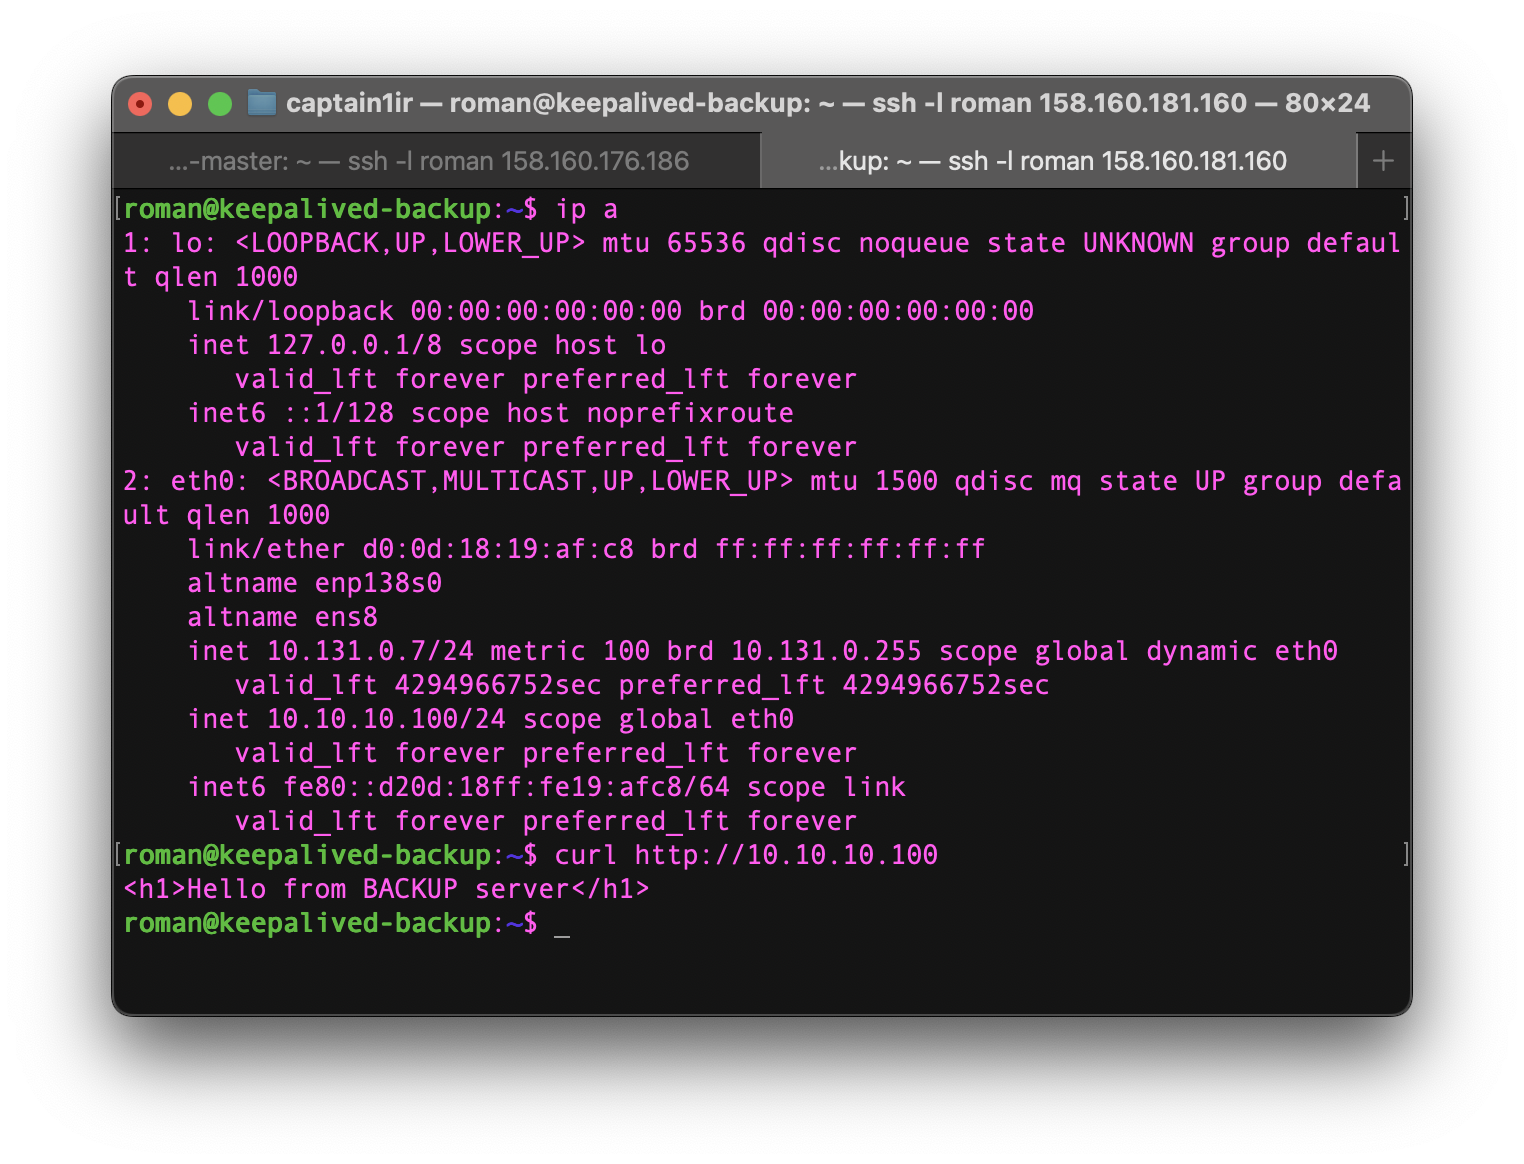 captain1ir — roman@keepalived-backup: ~ — ssh -l roman 158.160.181.160 — 80×24
...-master: ~ — ssh -l roman 158.160.176.186
...kup: ~ — ssh -l roman 158.160.181.160
+
[roman@keepalived-backup:~$ ip a ]
1: lo: <LOOPBACK,UP,LOWER_UP> mtu 65536 qdisc noqueue state UNKNOWN group defaul
t qlen 1000
    link/loopback 00:00:00:00:00:00 brd 00:00:00:00:00:00
    inet 127.0.0.1/8 scope host lo
       valid_lft forever preferred_lft forever
    inet6 ::1/128 scope host noprefixroute
       valid_lft forever preferred_lft forever
2: eth0: <BROADCAST,MULTICAST,UP,LOWER_UP> mtu 1500 qdisc mq state UP group defa
ult qlen 1000
    link/ether d0:0d:18:19:af:c8 brd ff:ff:ff:ff:ff:ff
    altname enp138s0
    altname ens8
    inet 10.131.0.7/24 metric 100 brd 10.131.0.255 scope global dynamic eth0
       valid_lft 4294966752sec preferred_lft 4294966752sec
    inet 10.10.10.100/24 scope global eth0
       valid_lft forever preferred_lft forever
    inet6 fe80::d20d:18ff:fe19:afc8/64 scope link
       valid_lft forever preferred_lft forever
[roman@keepalived-backup:~$ curl http://10.10.10.100 ]
<h1>Hello from BACKUP server</h1>
roman@keepalived-backup:~$ _